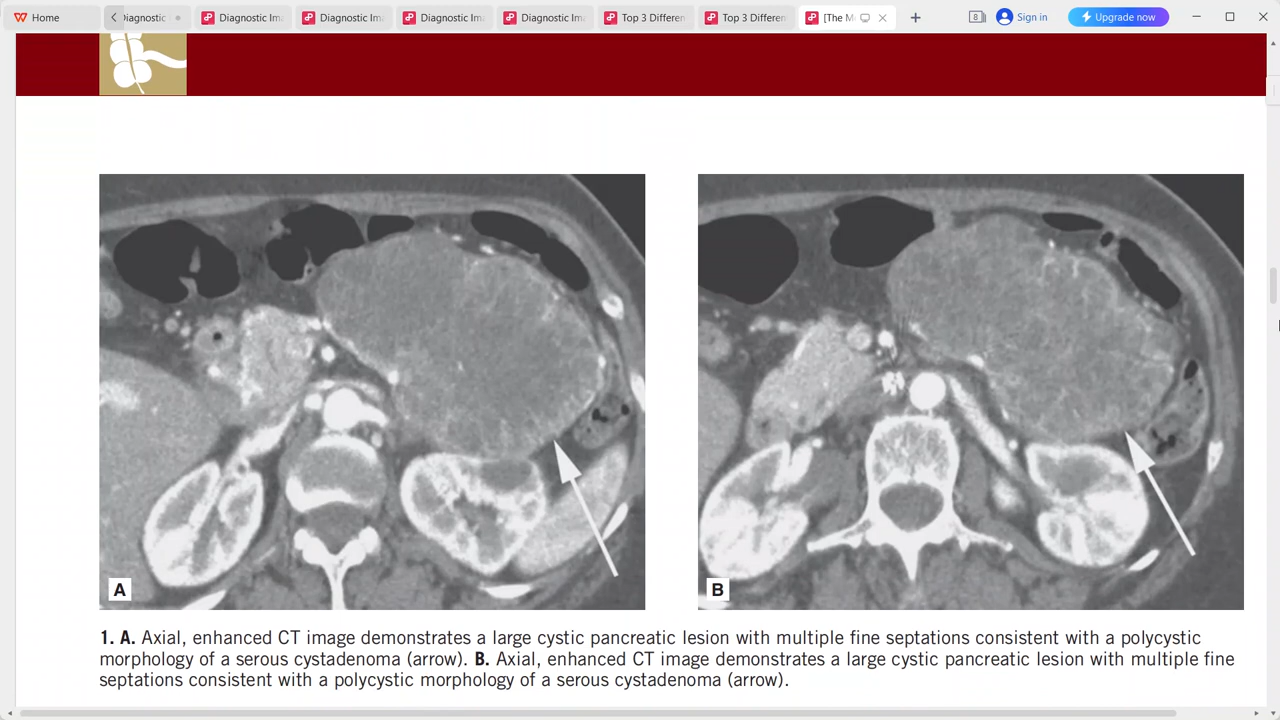 Home
Diagnostic
Diagnostic Im
Diagnostic Im
Diagnostic Im
Diagnostic Im
Top 3 Differen
Top 3 Differen
[The M
8
Sign in
Upgrade now
A
B
1. A. Axial, enhanced CT image demonstrates a large cystic pancreatic lesion with multiple fine septations consistent with a polycystic
morphology of a serous cystadenoma (arrow). B. Axial, enhanced CT image demonstrates a large cystic pancreatic lesion with multiple fine
septations consistent with a polycystic morphology of a serous cystadenoma (arrow).